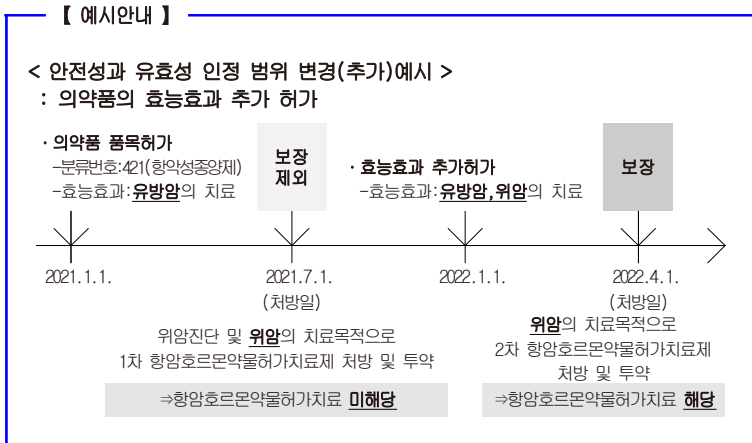 【 예시안내 】
< 안전성과 유효성 인정 범위 변경(추가)예시 >
: 의약품의 효능효과 추가 허가
· 의약품 품목허가
-분류번호:421(항악성종양제)
-효능효과:유방암의 치료
보장
제외
· 효능효과 추가허가
-효능효과:유방암,위암의 치료
보장
2021.1.1.
2021.7.1.
(처방일)
2022.1.1.
2022.4.1.
(처방일)
위암진단 및 위암의 치료목적으로
1차 항암호르몬약물허가치료제 처방 및 투약
⇒항암호르몬약물허가치료 미해당
위암의 치료목적으로
2차 항암호르몬약물허가치료제
처방 및 투약
⇒항암호르몬약물허가치료 해당